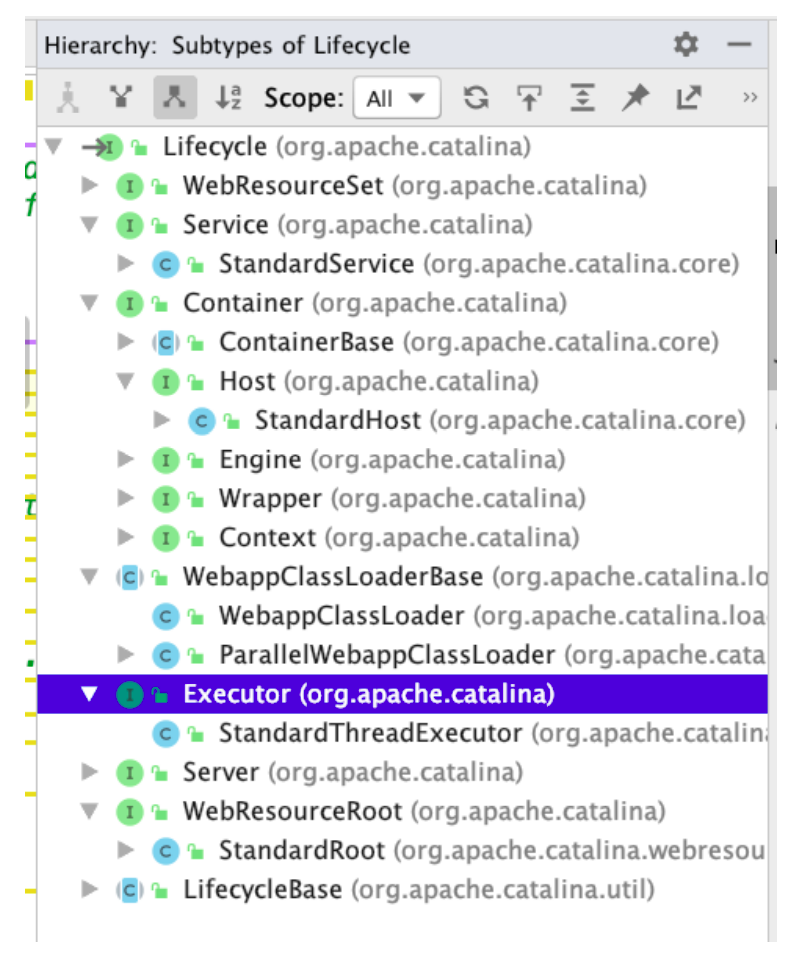 Hierarchy: Subtypes of Lifecycle
Scope: All
Lifecycle (org.apache.catalina)
WebResourceSet (org.apache.catalina)
Service (org.apache.catalina)
StandardService (org.apache.catalina.core)
Container (org.apache.catalina)
ContainerBase (org.apache.catalina.core)
Host (org.apache.catalina)
StandardHost (org.apache.catalina.core)
Engine (org.apache.catalina)
Wrapper (org.apache.catalina)
Context (org.apache.catalina)
WebappClassLoaderBase (org.apache.catalina.lo
WebappClassLoader (org.apache.catalina.loa
ParallelWebappClassLoader (org.apache.cata
Executor (org.apache.catalina)
StandardThreadExecutor (org.apache.catalin
Server (org.apache.catalina)
WebResourceRoot (org.apache.catalina)
StandardRoot (org.apache.catalina.webresou
LifecycleBase (org.apache.catalina.util)